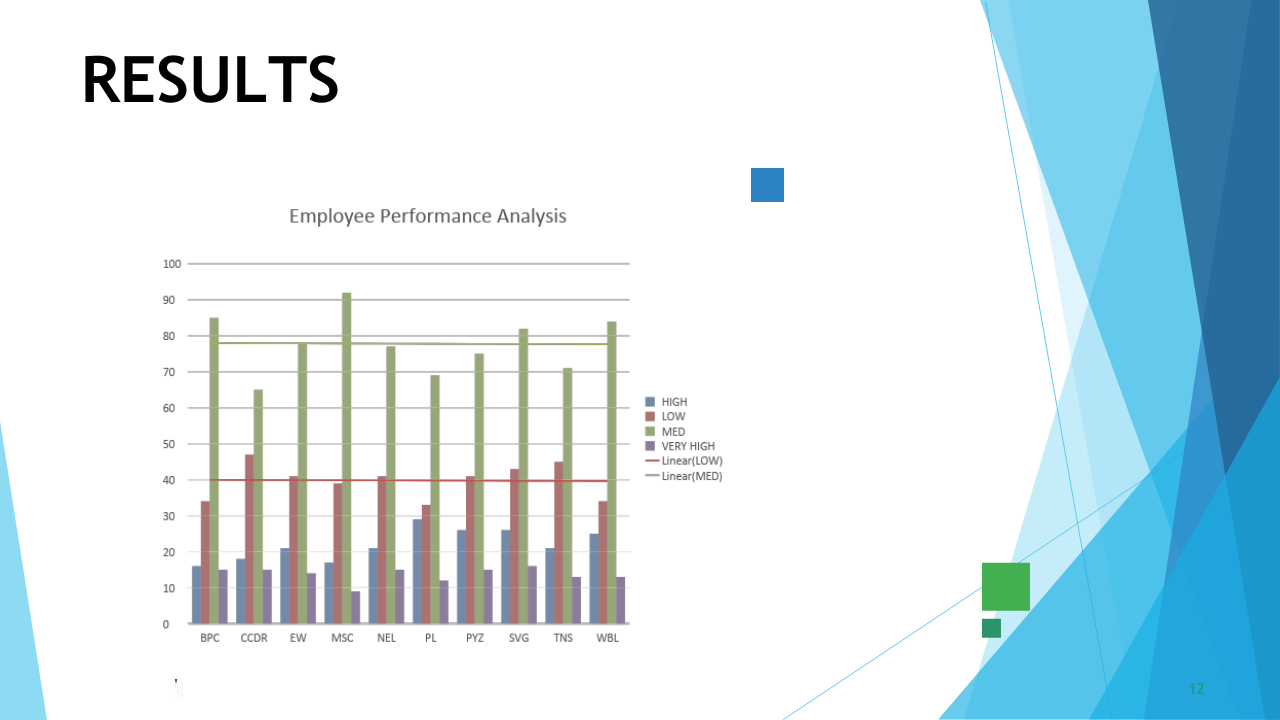 RESULTS
Employee Performance Analysis
100
90
80
70
60
50
40
30
20
10
0
BPC CCDR EW MSC NEL PL PYZ SVG TNS WBL
HIGH
LOW
MED
VERY HIGH
Linear(LOW)
Linear(MED)
12